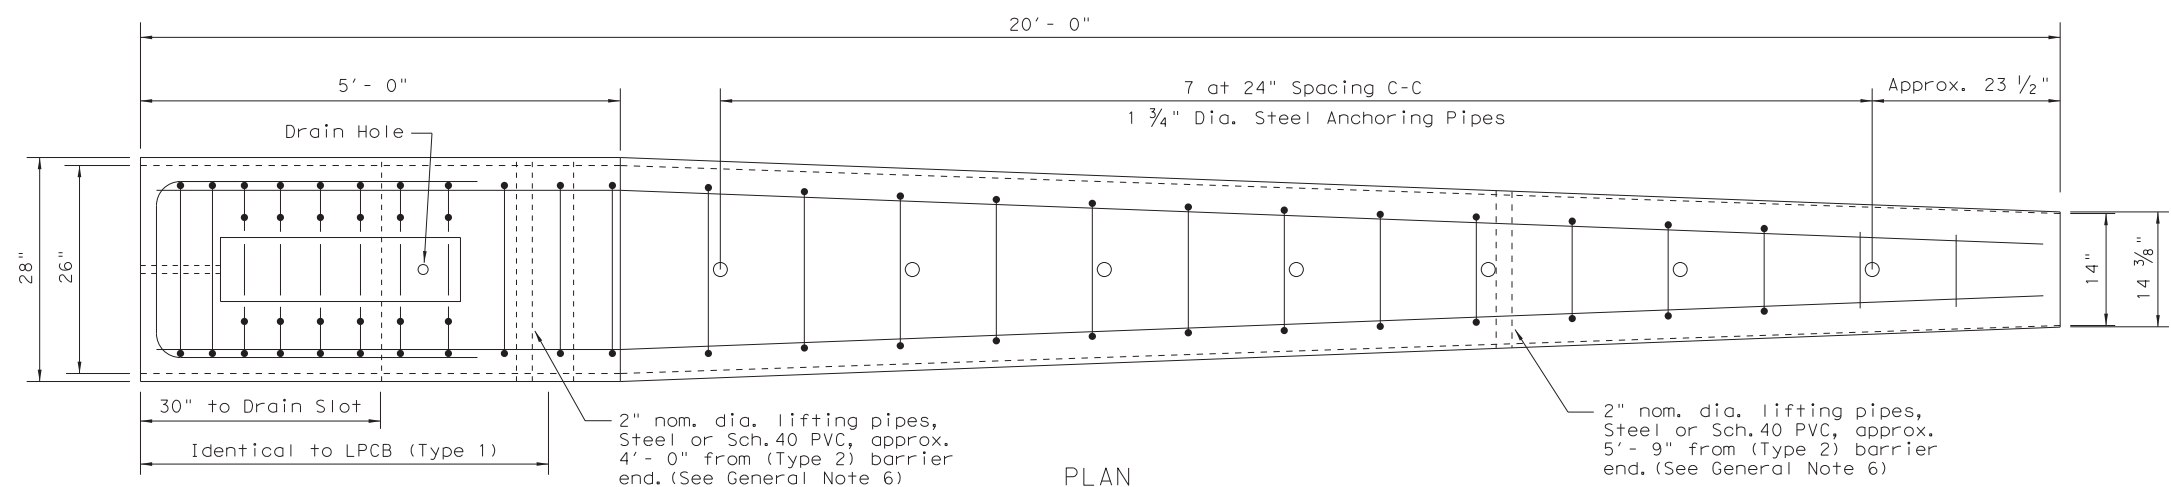 20'- 0"
5'- 0"
7 at 24" Spacing C-C
Approx. 23 ½"
1 ¾" Dia. Steel Anchoring Pipes
Drain Hole
28"
26"
14"
14 ⅜"
30" to Drain Slot
Identical to LPCB (Type 1)
2" nom. dia. lifting pipes,
Steel or Sch.40 PVC, approx.
4'- 0" from (Type 2) barrier
end.(See General Note 6)
2" nom. dia. lifting pipes,
Steel or Sch.40 PVC, approx.
5'- 9" from (Type 2) barrier
end.(See General Note 6)
PLAN